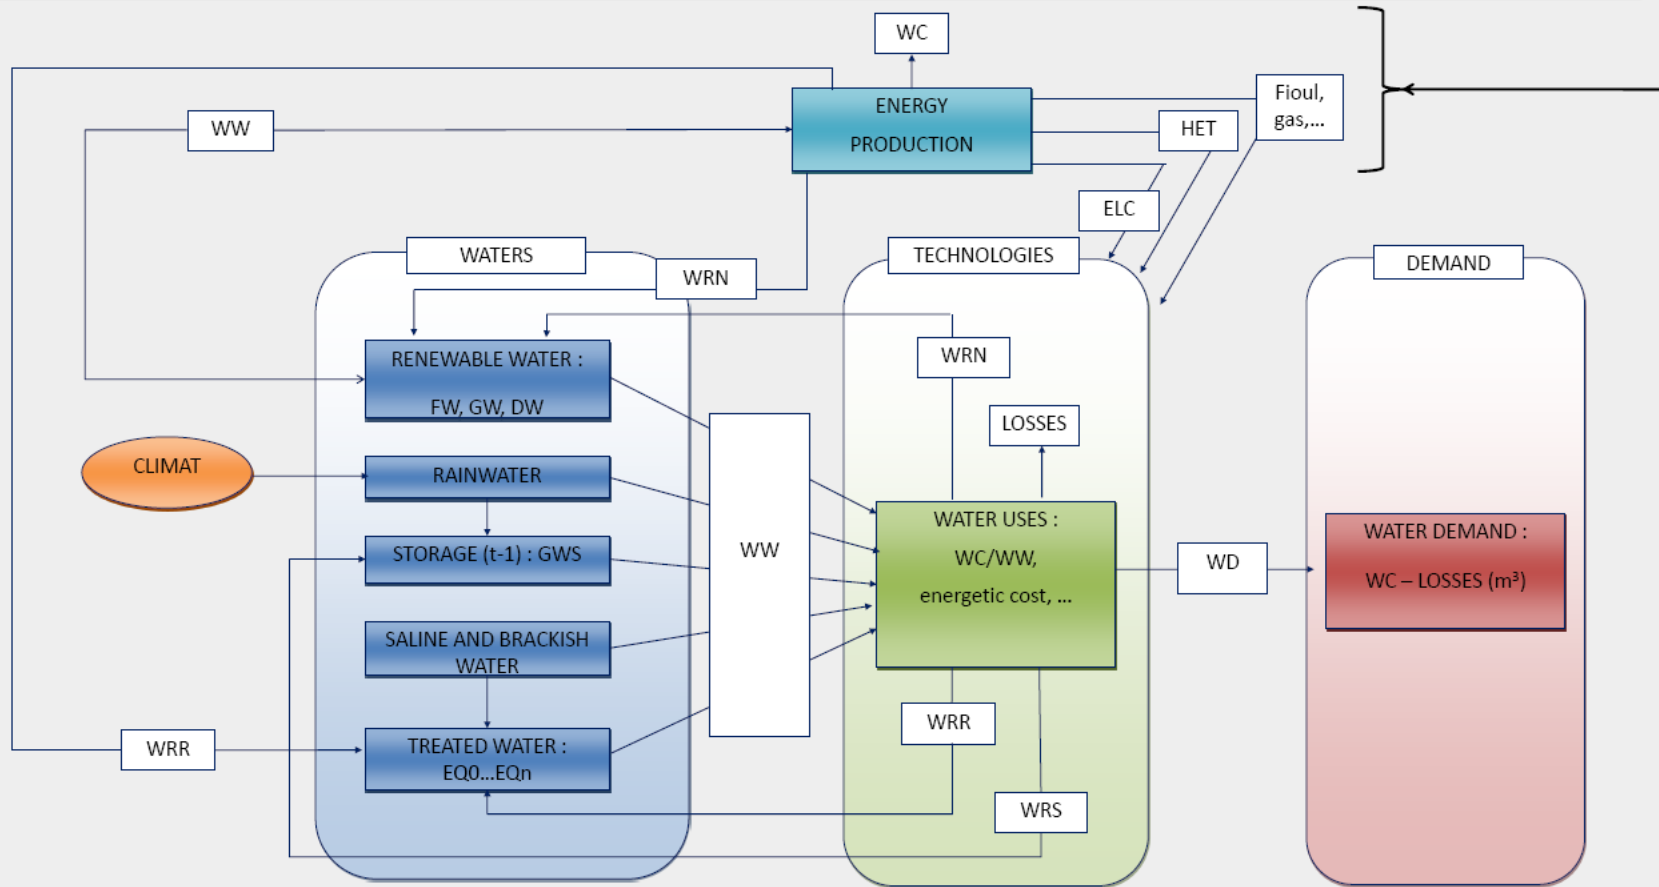 WC
ENERGY
PRODUCTION
Fioul,
gas,...
WW
HET
ELC
WATERS
TECHNOLOGIES
DEMAND
WRN
RENEWABLE WATER :
FW, GW, DW
WRN
LOSSES
CLIMAT
RAINWATER
WATER USES :
WC/WW,
energetic cost, ...
WATER DEMAND :
WC – LOSSES (m³)
STORAGE (t-1) : GWS
WW
WD
SALINE AND BRACKISH
WATER
WRR
WRR
TREATED WATER :
EQ0...EQn
WRS